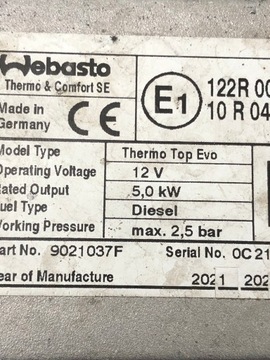 Webasto
Thermo & Comfort SE
Made in
Germany
CE
E1
122R 00
10 R 04
Model Type Thermo Top Evo
Operating Voltage 12 V
Rated Output 5,0 kW
Fuel Type Diesel
Working Pressure max. 2,5 bar
Part No. 9021037F Serial No. 0C21
Year of Manufacture 2021 202